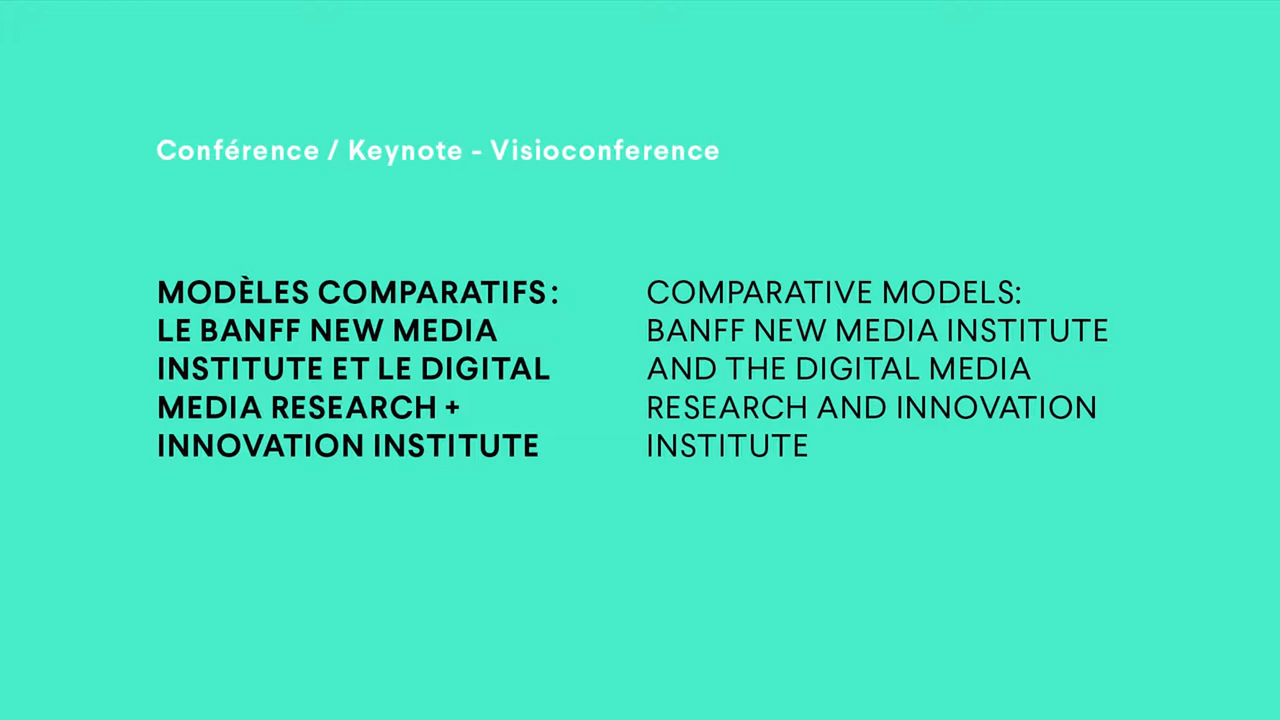 Conférence / Keynote - Visioconference
MODÈLES COMPARATIFS :
LE BANFF NEW MEDIA
INSTITUTE ET LE DIGITAL
MEDIA RESEARCH +
INNOVATION INSTITUTE
COMPARATIVE MODELS:
BANFF NEW MEDIA INSTITUTE
AND THE DIGITAL MEDIA
RESEARCH AND INNOVATION
INSTITUTE